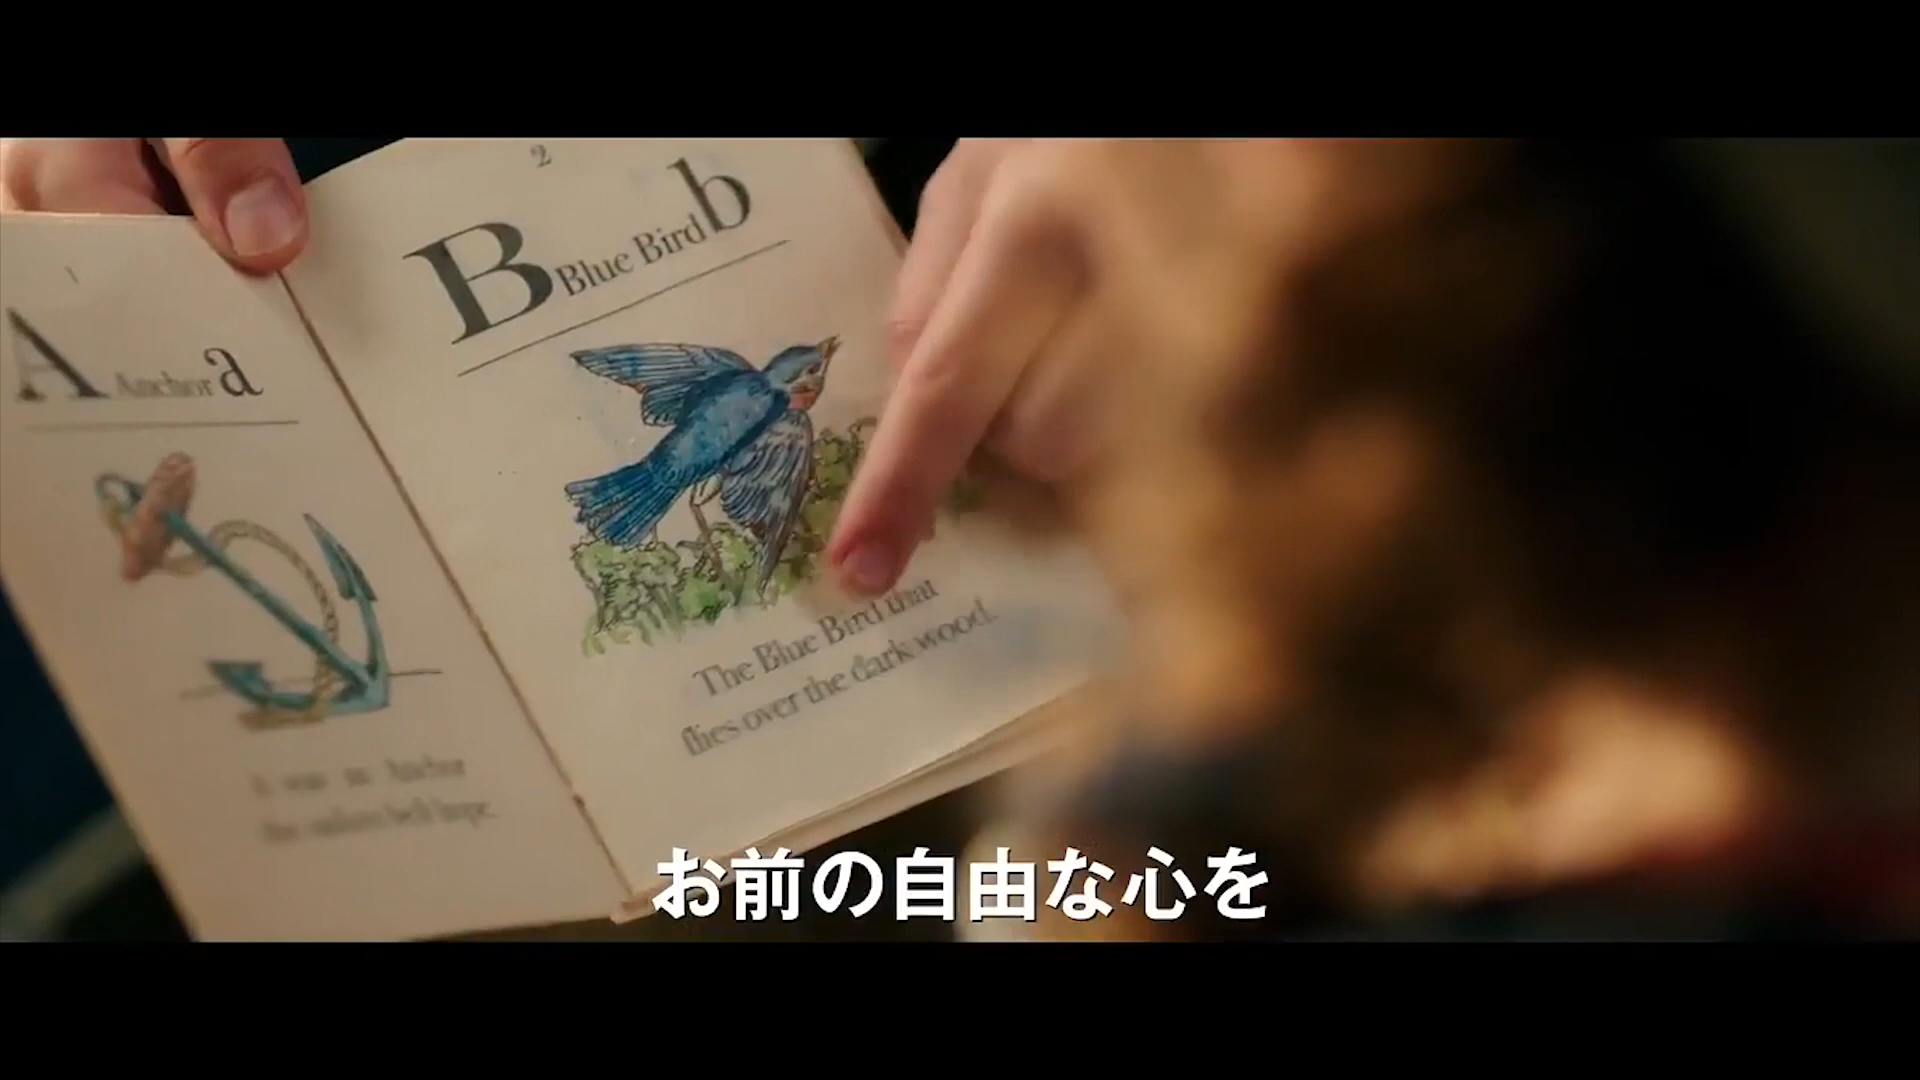 1
A Anchor a
2
B Blue Bird b
The Blue Bird that
flies over the dark wood.
お前の自由な心を